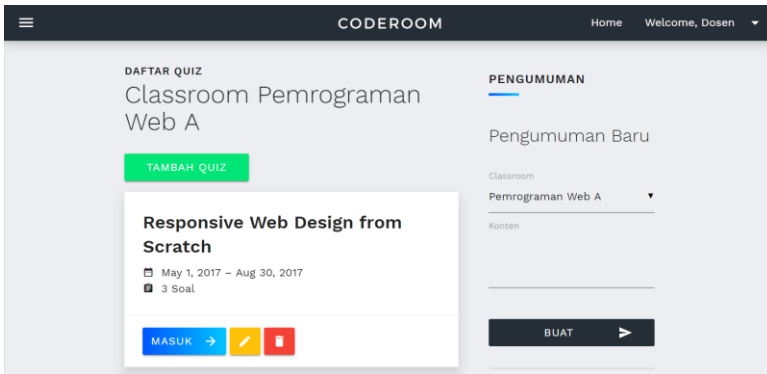 CODEROOM
Home
Welcome, Dosen
DAFTAR QUIZ
Classroom Pemrograman
Web A
TAMBAH QUIZ
Responsive Web Design from
Scratch
May 1, 2017 – Aug 30, 2017
3 Soal
MASUK
PENGUMUMAN
Pengumuman Baru
Classroom
Pemrograman Web A
Konten
BUAT